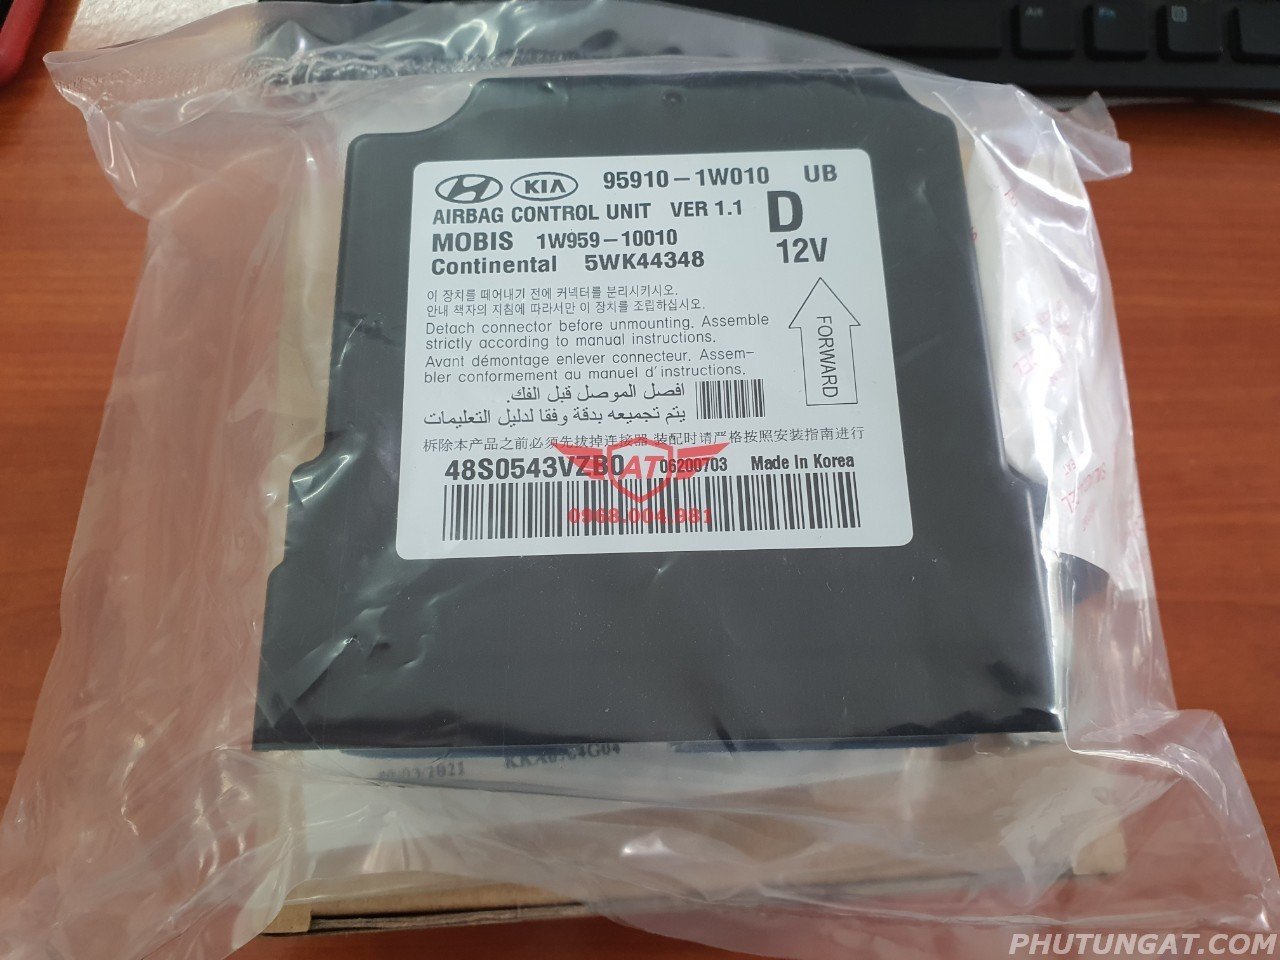 HYUNDAI KIA 95910-1W010 UB
AIRBAG CONTROL UNIT VER 1.1 D
MOBIS 1W959-10010
Continental 5WK44348 12V
이 장치를 떼어내기 전에 커넥터를 분리시키시오.
안내 책자의 지침에 따라서만 이 장치를 조립하십시오.
Detach connector before unmounting. Assemble
strictly according to manual instructions.
Avant démontage enlever connecteur. Assem-
bler conformement au manuel d'instructions.
افصل الموصل قبل الفك.
يتم تجميعه بدقة وفقا لدليل التعليمات
FORWARD
拆除本产品之前必须先拔掉连接器.装配时请严格按照安装指南进行
48S0543VZB0 06200703 Made In Korea
AT
0968.004.981
PHUTUNGAT.COM